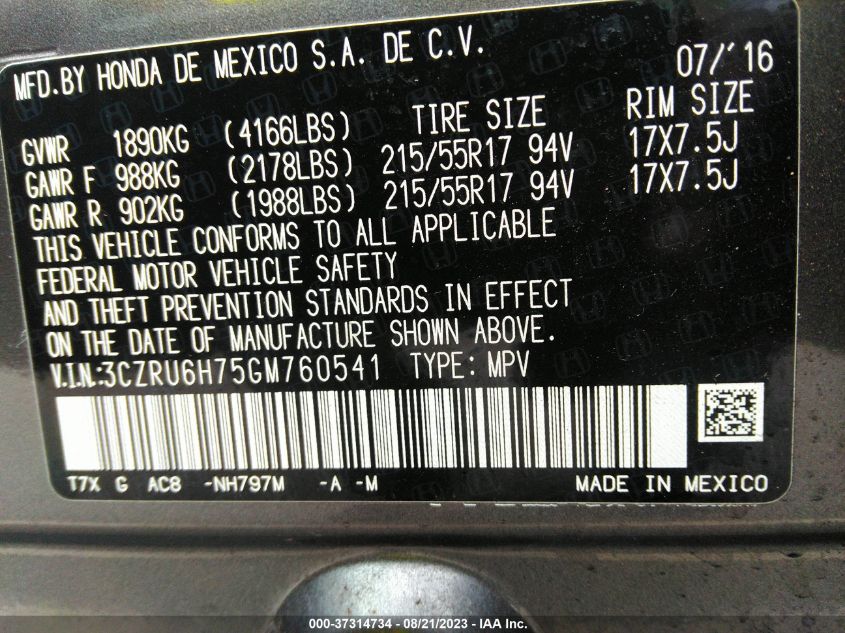 MFD.BY HONDA DE MEXICO S.A. DE C.V. 07/'16
TIRE SIZE RIM SIZE
GVWR 1890KG (4166LBS)
GAWR F 988KG (2178LBS) 215/55R17 94V 17X7.5J
GAWR R 902KG (1988LBS) 215/55R17 94V 17X7.5J
THIS VEHICLE CONFORMS TO ALL APPLICABLE
FEDERAL MOTOR VEHICLE SAFETY
AND THEFT PREVENTION STANDARDS IN EFFECT
ON THE DATE OF MANUFACTURE SHOWN ABOVE.
V.I.N.:3CZRU6H75GM760541 TYPE: MPV
T7X G AC8 -NH797M -A -M MADE IN MEXICO
000-37314734 - 08/21/2023 - IAA Inc.